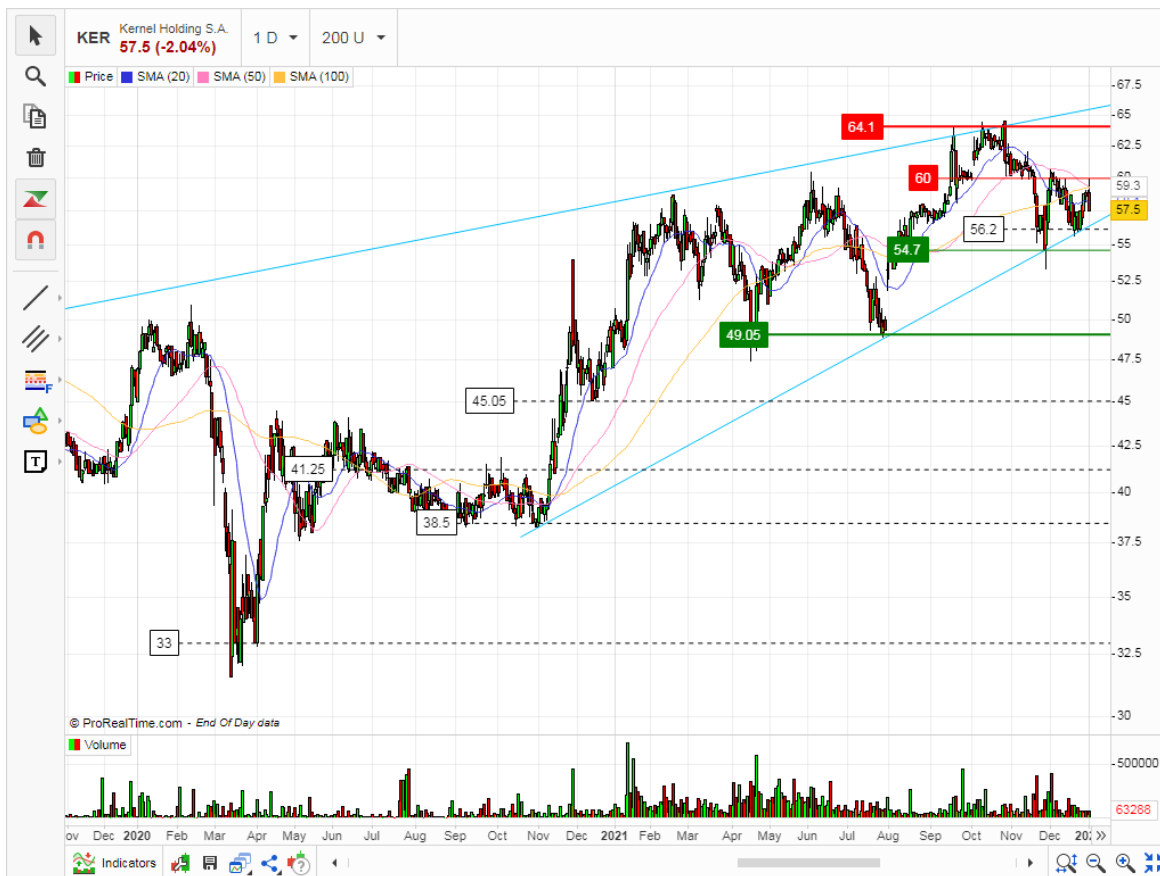 KER Kernel Holding S.A.
57.5 (-2.04%)
1 D
200 U
Price SMA (20) SMA (50) SMA (100)
67.5
65
64.1
62.5
60
60
59.3
57.5
56.2
55
54.7
52.5
50
49.05
47.5
45.05
45
42.5
41.25
40
38.5
37.5
35
33
32.5
30
© ProRealTime.com - End Of Day data
Volume
500000
63288
ov Dec 2020 Feb Mar Apr May Jun Jul Aug Sep Oct Nov Dec 2021 Feb Mar Apr May Jun Jul Aug Sep Oct Nov Dec 202
Indicators
T
F